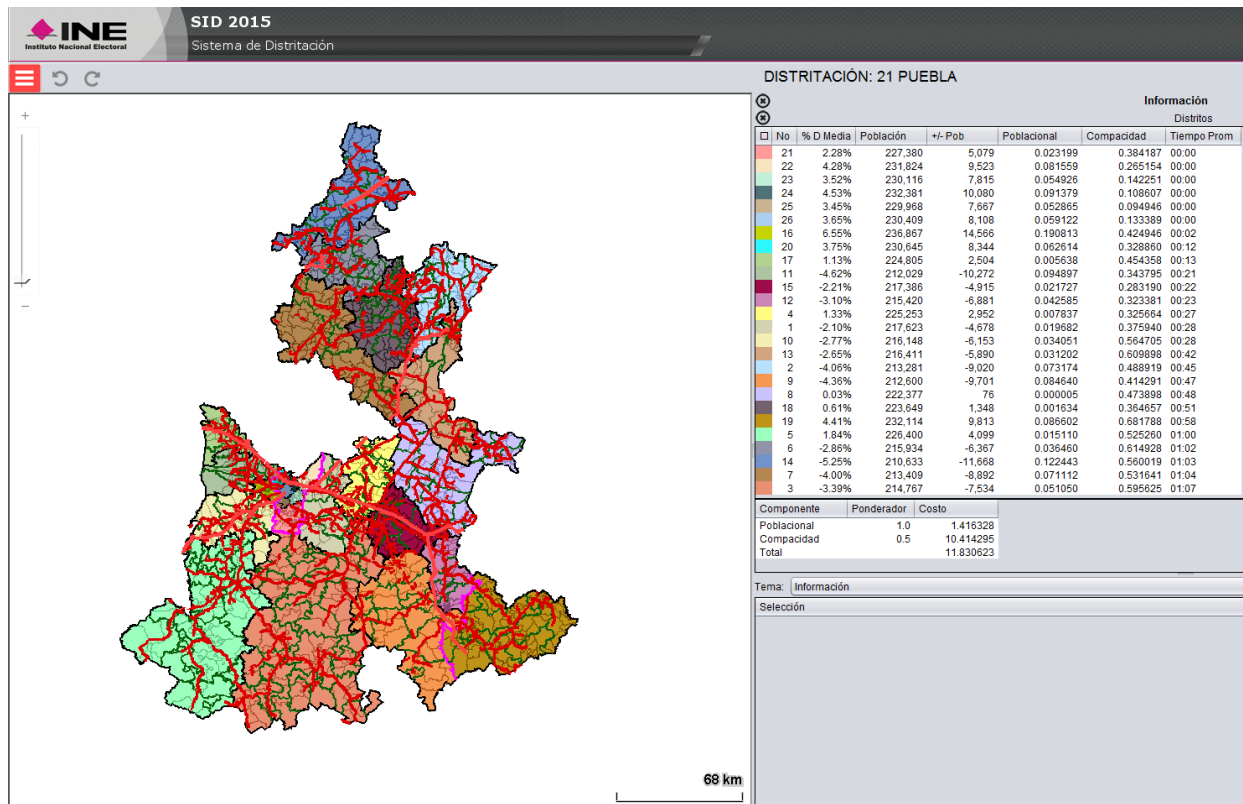 INE
Instituto Nacional Electoral
SID 2015
Sistema de Distritación
DISTRITACIÓN: 21 PUEBLA
Información
Distritos
No % D Media Población +/- Pob Poblacional Compacidad Tiempo Prom
21 2.28% 227,380 5,079 0.023199 0.384187 00:00
22 4.28% 231,824 9,523 0.081559 0.265154 00:00
23 3.52% 230,116 7,815 0.054926 0.142251 00:00
24 4.53% 232,381 10,080 0.091379 0.108607 00:00
25 3.45% 229,968 7,667 0.052865 0.094946 00:00
26 3.65% 230,409 8,108 0.059122 0.133389 00:00
16 6.55% 236,867 14,566 0.190813 0.424946 00:02
20 3.75% 230,645 8,344 0.062614 0.328860 00:12
17 1.13% 224,805 2,504 0.005638 0.454358 00:13
11 -4.62% 212,029 -10,272 0.094897 0.343795 00:21
15 -2.21% 217,386 -4,915 0.021727 0.283190 00:22
12 -3.10% 215,420 -6,881 0.042585 0.323381 00:23
4 1.33% 225,253 2,952 0.007837 0.325664 00:27
1 -2.10% 217,623 -4,678 0.019682 0.375940 00:28
10 -2.77% 216,148 -6,153 0.034051 0.564705 00:28
13 -2.65% 216,411 -5,890 0.031202 0.609898 00:42
2 -4.06% 213,281 -9,020 0.073174 0.488919 00:45
9 -4.36% 212,600 -9,701 0.084640 0.414291 00:47
8 0.03% 222,377 76 0.000005 0.473898 00:48
18 0.61% 223,649 1,348 0.001634 0.364657 00:51
19 4.41% 232,114 9,813 0.086602 0.681788 00:58
5 1.84% 226,400 4,099 0.015110 0.525260 01:00
6 -2.86% 215,934 -6,367 0.036460 0.614928 01:02
14 -5.25% 210,633 -11,668 0.122443 0.560019 01:03
7 -4.00% 213,409 -8,892 0.071112 0.531641 01:04
3 -3.39% 214,767 -7,534 0.051050 0.595625 01:07
Componente Ponderador Costo
Poblacional 1.0 1.416328
Compacidad 0.5 10.414295
Total 11.830623
Tema: Información
Selección
68 km